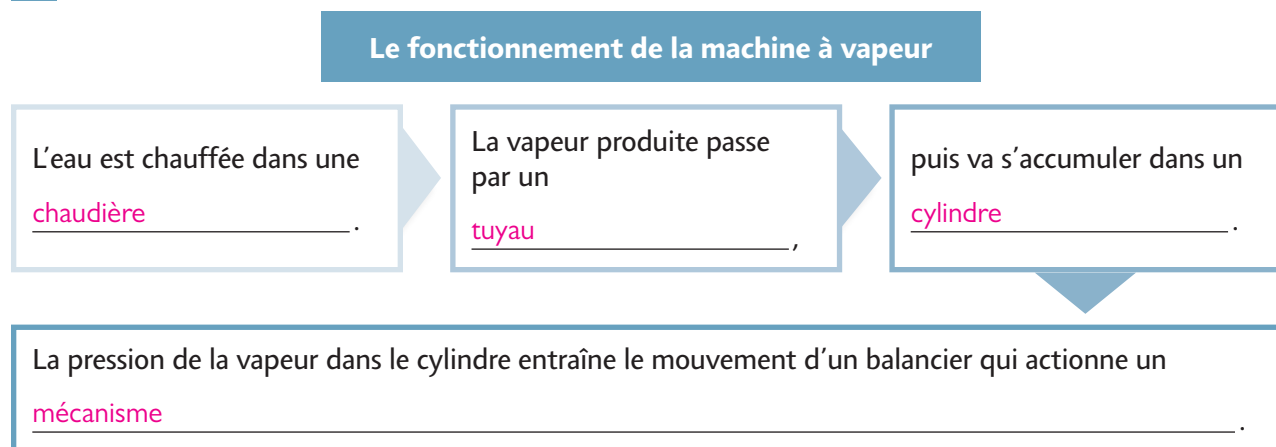 Le fonctionnement de la machine à vapeur
L'eau est chauffée dans une
chaudière .
La vapeur produite passe
par un
tuyau ,
puis va s'accumuler dans un
cylindre .
La pression de la vapeur dans le cylindre entraîne le mouvement d'un balancier qui actionne un
mécanisme .